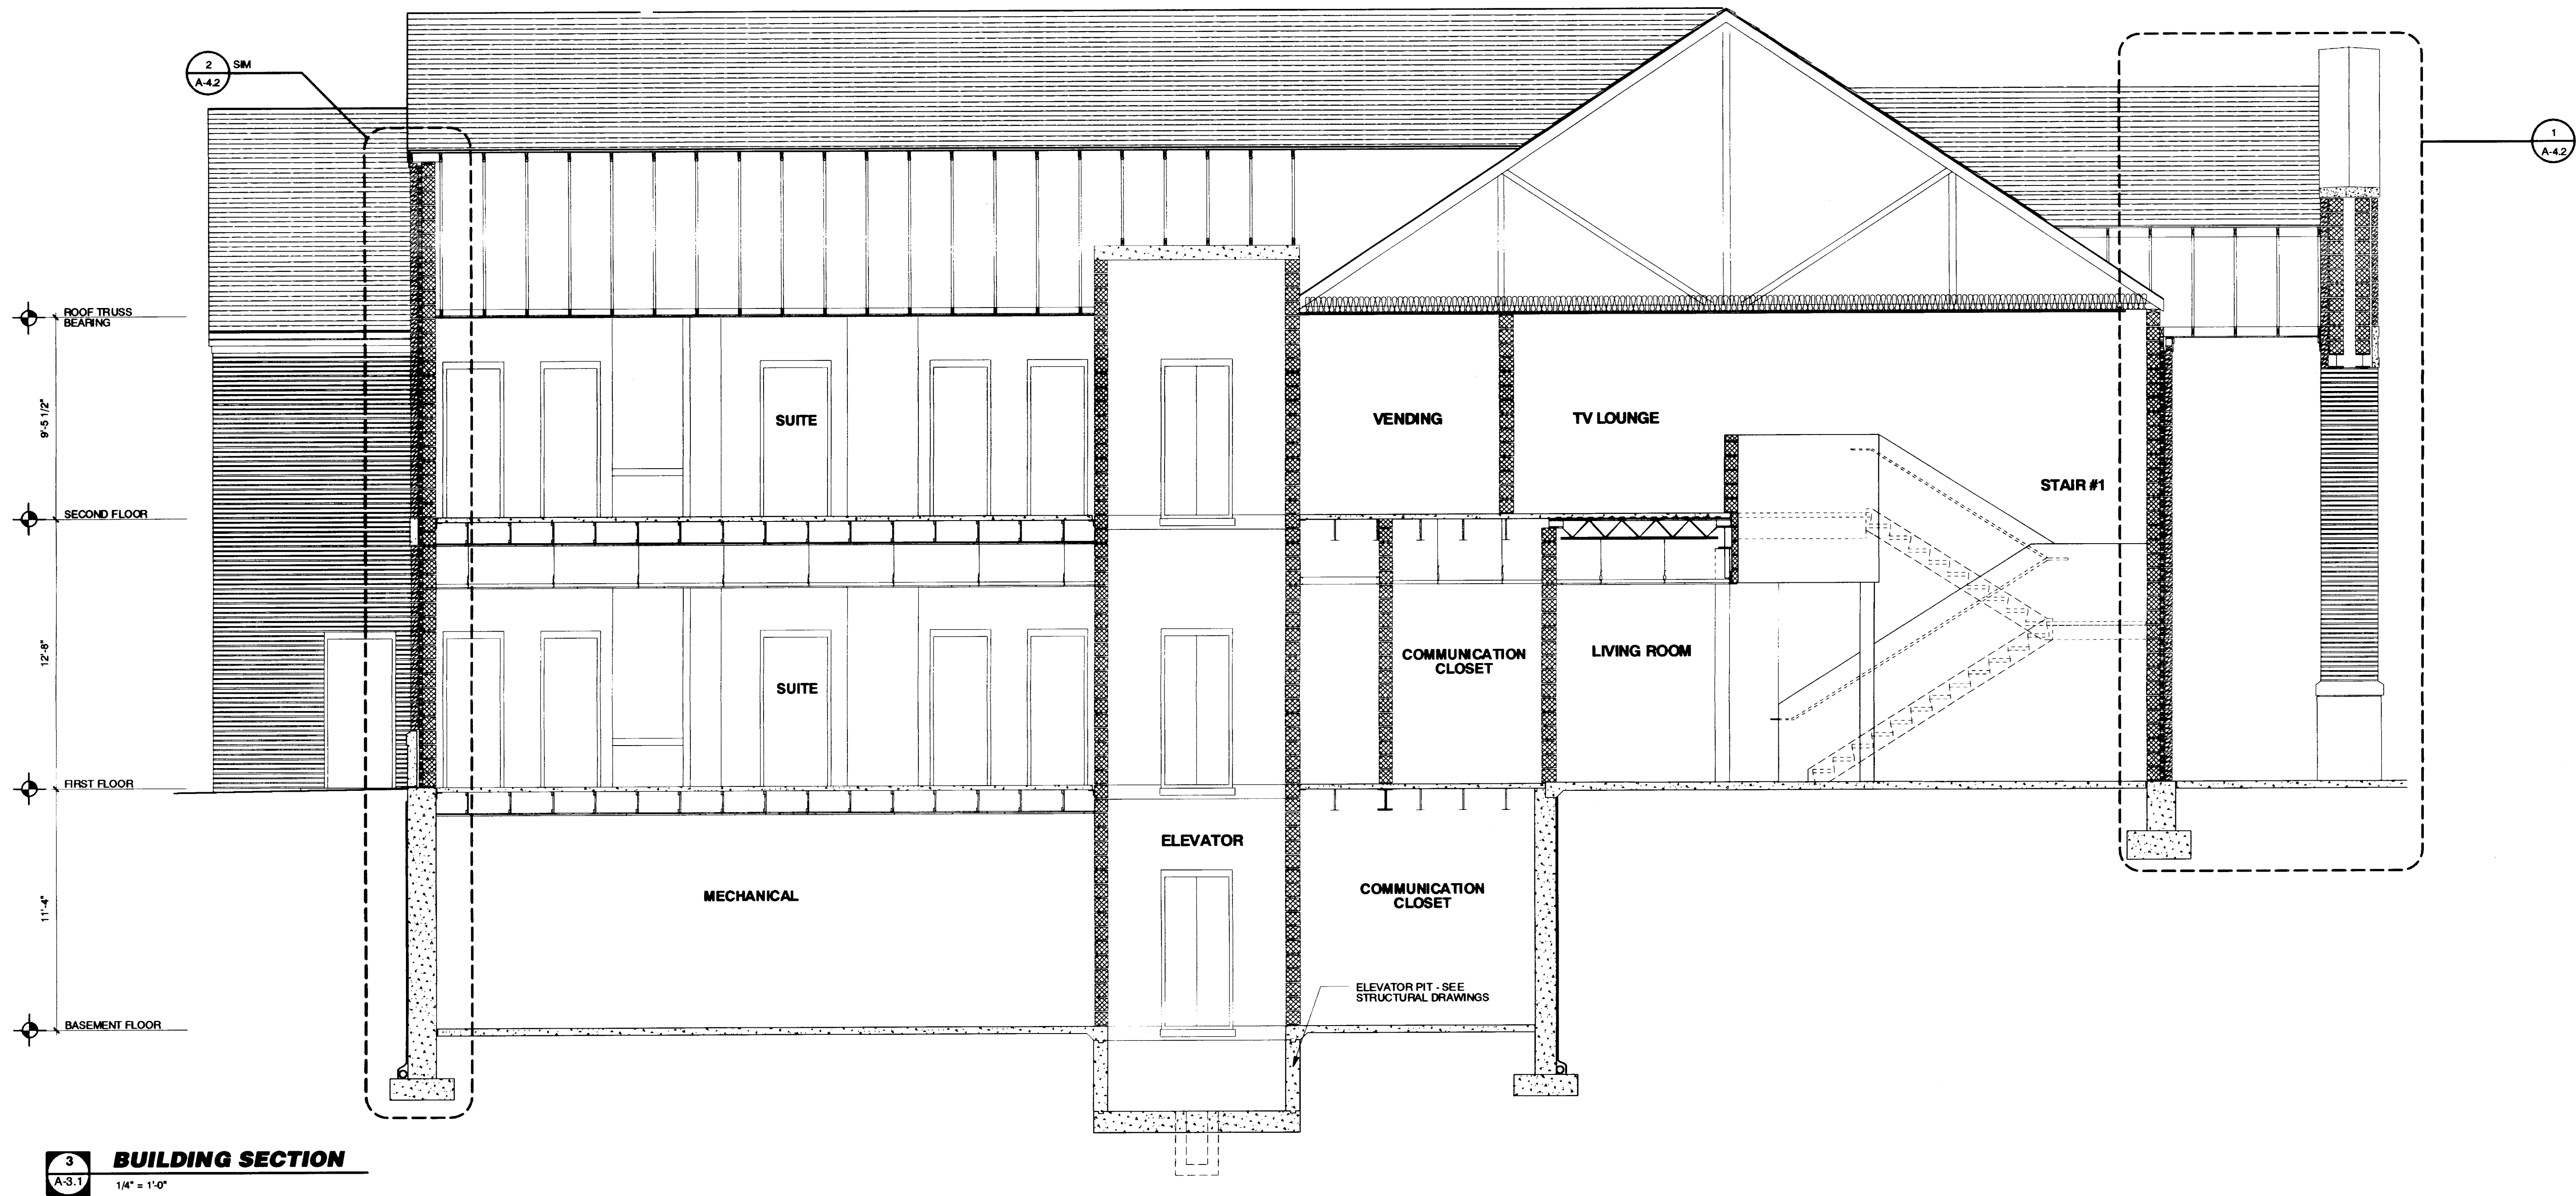 2 SIM
A-4.2
1
A-4.2
ROOF TRUSS
BEARING
9'-5 1/2"
SUITE
VENDING
TV LOUNGE
STAIR #1
SECOND FLOOR
12'-8"
SUITE
COMMUNICATION
CLOSET
LIVING ROOM
FIRST FLOOR
11'-4"
MECHANICAL
ELEVATOR
COMMUNICATION
CLOSET
ELEVATOR PIT - SEE
STRUCTURAL DRAWINGS
BASEMENT FLOOR
3
A-3.1
BUILDING SECTION
1/4" = 1'-0"